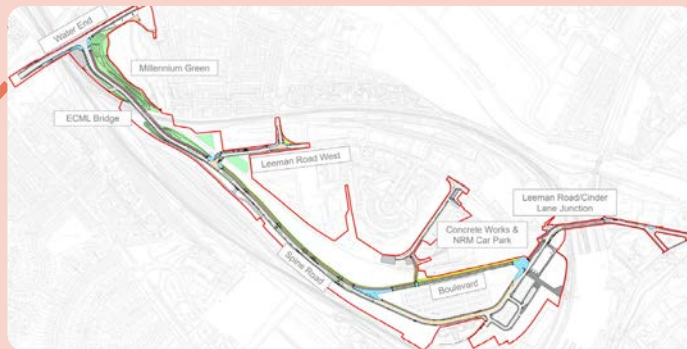 Water End
Millennium Green
ECML Bridge
Leeman Road West
Leeman Road/Cinder
Lane Junction
Concrete Works &
NRM Car Park
Spine Road
Boulevard